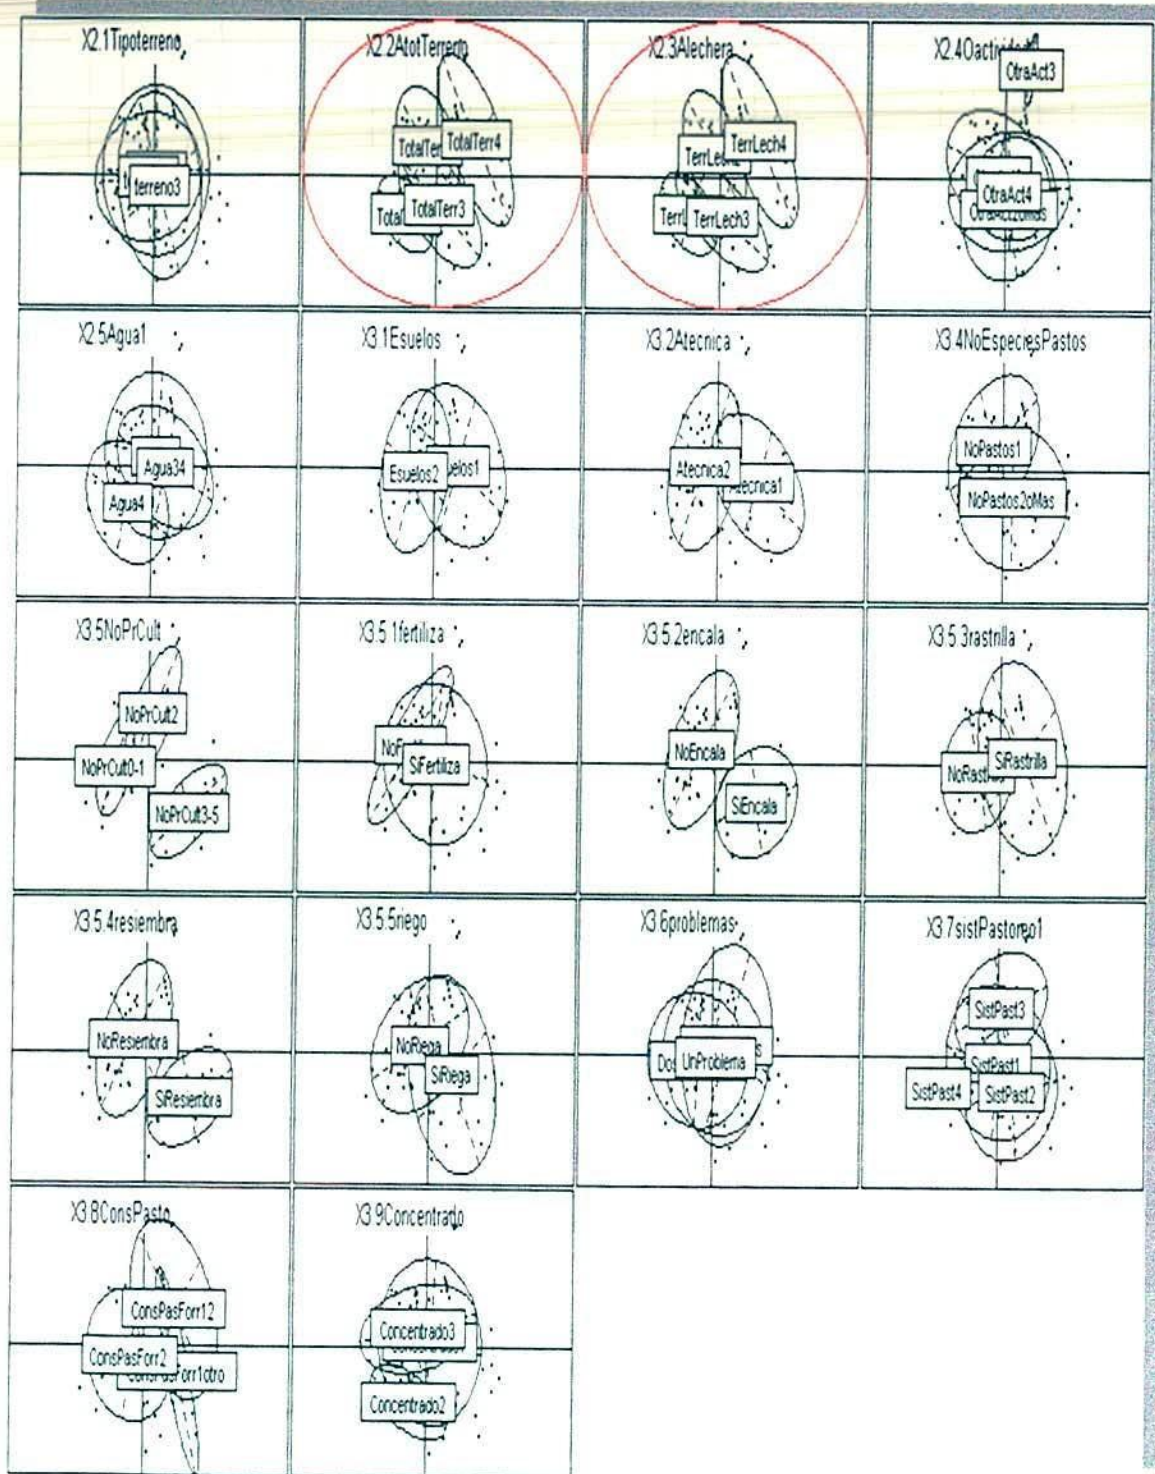 X2.1Tipoterreno
terreno3
X2.2AtotTerreno
TotalTerr4
TotalTerr3
X2.3Alechera
TerrLech4
TerrLech3
X2.4Oactividad
OtraAct3
OtraAct4
OtraAct2oMas
X2.5Agua1
Agua34
Agua4
X3.1Esuelos
Esuelos2
X3.2Atecnica
Atecnica2
Atecnica1
X3.4NoEspeciesPastos
NoPastos1
NoPastos2oMas
X3.5NoPrCult
NoPrCult2
NoPrCult0-1
NoPrCult3-5
X3.5.1fertiliza
SiFertiliza
X3.5.2encala
NoEncala
SiEncala
X3.5.3rastrilla
SiRastrilla
X3.5.4resiembra
NoResiembra
SiResiembra
X3.5.5riego
NoRiega
SiRiega
X3.6problemas
UnProblema
X3.7sistPastoreo1
SistPast3
SistPast1
SistPast4
SistPast2
X3.8ConsPasto
ConsPasForr12
ConsPasForr2
ConsPasForr1otro
X3.9Concentrado
Concentrado3
Concentrado2